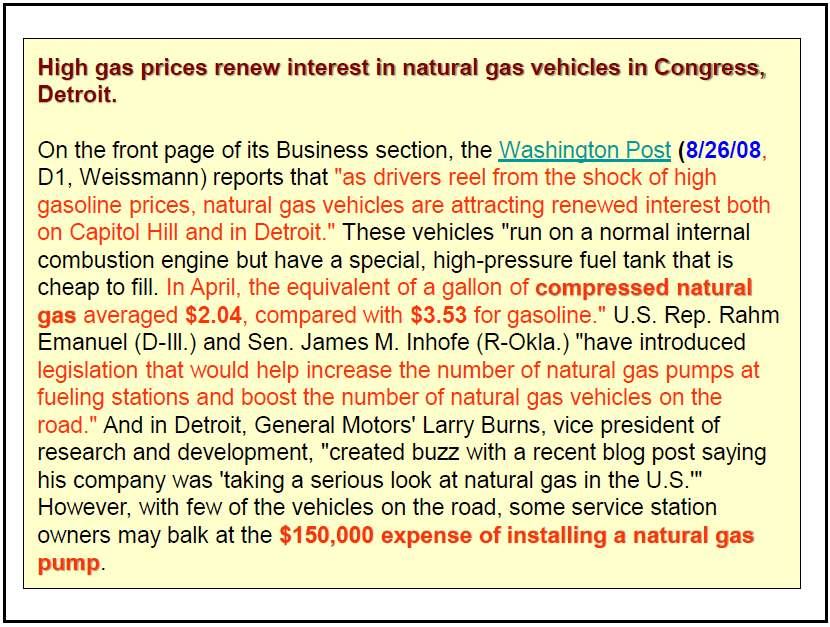 High gas prices renew interest in natural gas vehicles in Congress,
Detroit.
On the front page of its Business section, the Washington Post (8/26/08,
D1, Weissmann) reports that "as drivers reel from the shock of high
gasoline prices, natural gas vehicles are attracting renewed interest both
on Capitol Hill and in Detroit." These vehicles "run on a normal internal
combustion engine but have a special, high-pressure fuel tank that is
cheap to fill. In April, the equivalent of a gallon of compressed natural
gas averaged $2.04, compared with $3.53 for gasoline." U.S. Rep. Rahm
Emanuel (D-Ill.) and Sen. James M. Inhofe (R-Okla.) "have introduced
legislation that would help increase the number of natural gas pumps at
fueling stations and boost the number of natural gas vehicles on the
road." And in Detroit, General Motors' Larry Burns, vice president of
research and development, "created buzz with a recent blog post saying
his company was 'taking a serious look at natural gas in the U.S.'"
However, with few of the vehicles on the road, some service station
owners may balk at the $150,000 expense of installing a natural gas
pump.